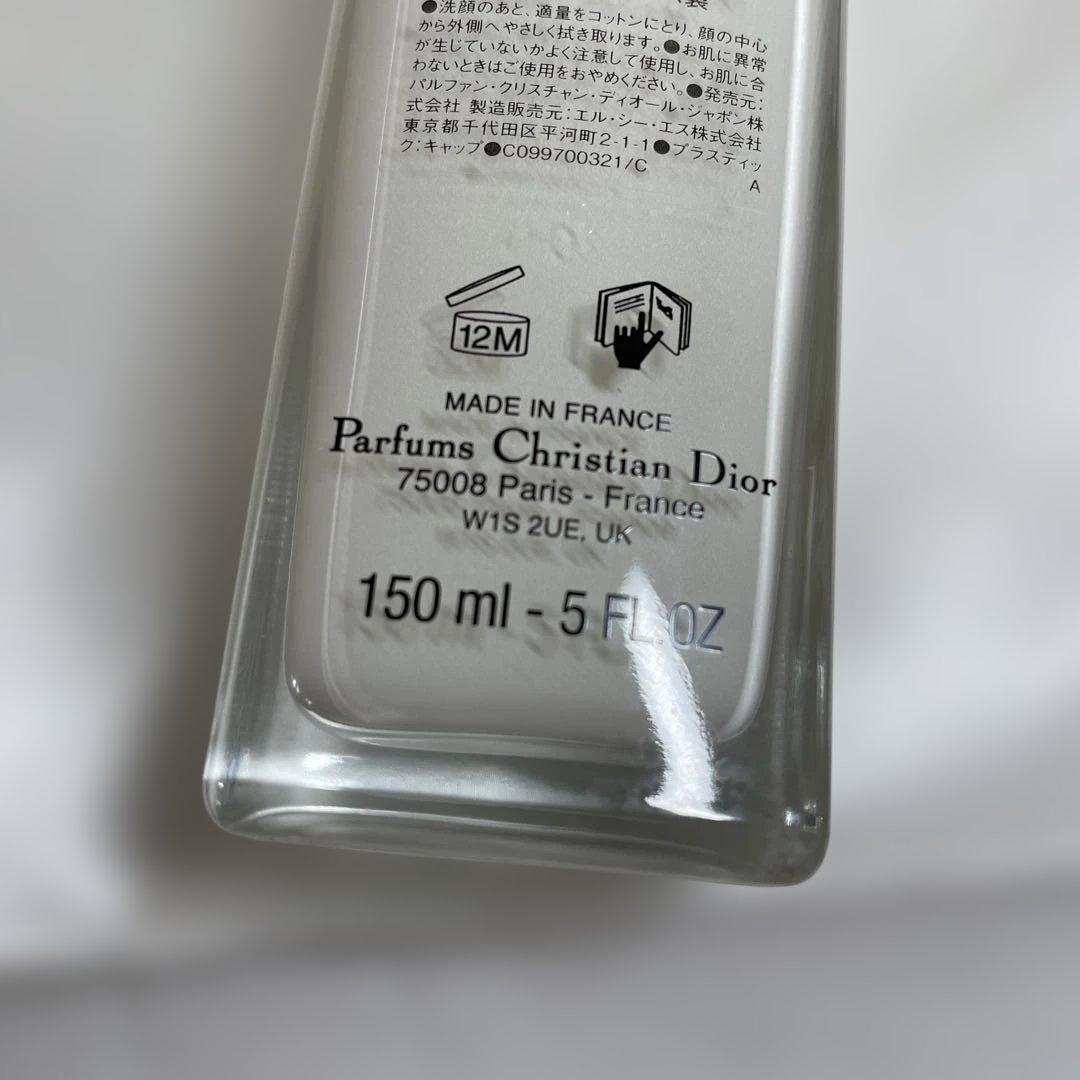 製
●洗顔のあと、適量をコットンにとり、顔の中心
から外側へやさしく拭き取ります。●お肌に異常
が生じていないかよく注意して使用し、お肌に合
わないときはご使用をおやめください。●発売元:
パルファン・クリスチャン・ディオール・ジャポン株
式会社 製造販売元:エル・シー・エス株式会社
東京都千代田区平河町2-1-1●プラスティッ
ク:キャップ●C099700321/C
A
12M
MADE IN FRANCE
Parfums Christian Dior
75008 Paris - France
W1S 2UE, UK
150 ml - 5 FL.OZ